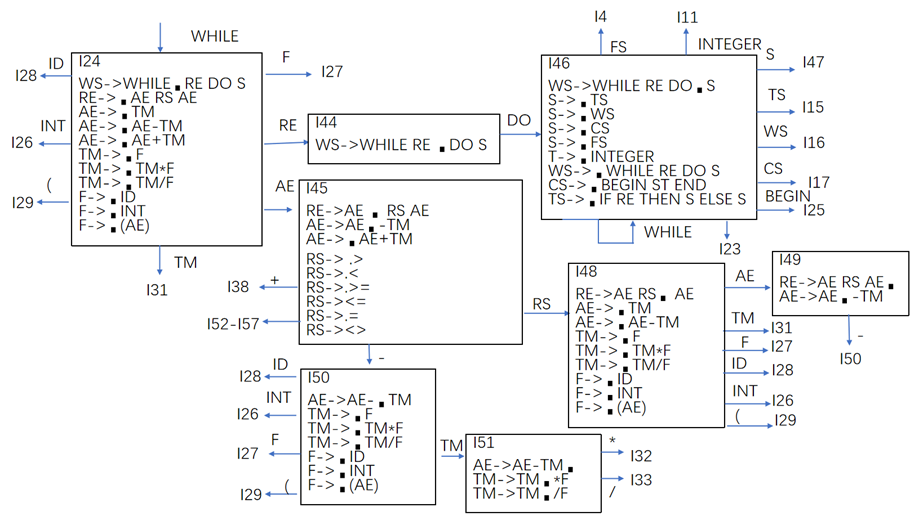 WHILE
I24
WS->WHILE.RE DO S
RE->.AE RS AE
AE->.TM
AE->.AE-TM
AE->.AE+TM
TM->.F
TM->.TM*F
TM->.TM/F
F->.ID
F->.INT
F->.(AE)
ID
I28
INT
I26
(
I29
TM
I31
F
I27
RE
I44
WS->WHILE RE.DO S
DO
AE
I45
RE->AE.RS AE
AE->AE.-TM
AE->.AE+TM
RS->.>
RS->.<
RS->.>=
RS-><=
RS->.=
RS-><>
+
I38
I52-I57
-
RS
I4
FS
I11
INTEGER
I46
WS->WHILE RE DO.S
S->.TS
S->.WS
S->.CS
S->.FS
T->.INTEGER
WS->.WHILE RE DO S
CS->.BEGIN ST END
TS->.IF RE THEN S ELSE S
S
I47
TS
I15
WS
I16
CS
I17
BEGIN
I25
WHILE
I23
I48
RE->AE RS.AE
AE->.TM
AE->.AE-TM
TM->.F
TM->.TM*F
TM->.TM/F
F->.ID
F->.INT
F->.(AE)
AE
I49
RE->AE RS AE.
AE->AE.-TM
-
I50
TM
I31
F
I27
ID
I28
INT
I26
(
I29
I50
AE->AE-.TM
TM->.F
TM->.TM*F
TM->.TM/F
F->.ID
F->.INT
F->.(AE)
ID
I28
INT
I26
F
I27
(
I29
TM
I51
AE->AE-TM.
TM->TM.*F
TM->TM./F
*
I32
I33
/